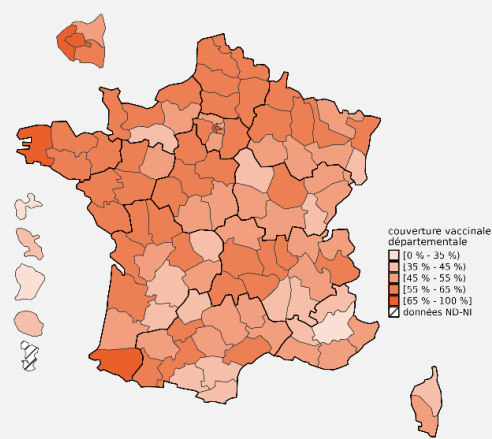 couverture vaccinale
départementale
[0 % - 35 %)
[35 % - 45 %)
[45 % - 55 %)
[55 % - 65 %)
[65 % - 100 %]
données ND-NI